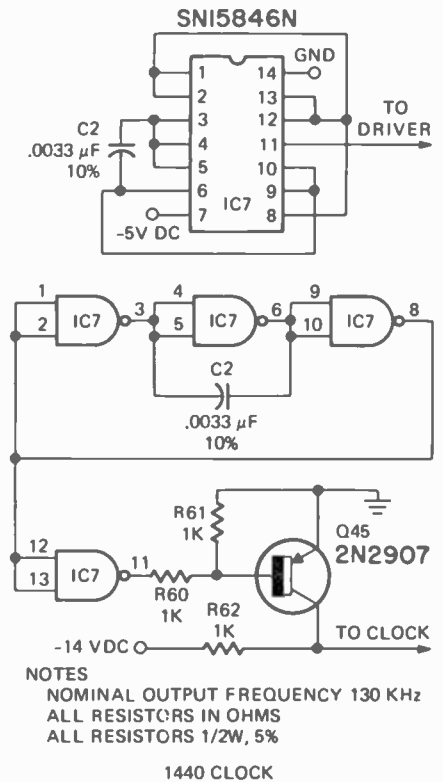 SN15846N
GND
1 14
2 13
3 12
4 11
5 10
6 9
7 IC7 8
C2
.0033 µF
10%
-5V DC
TO
DRIVER
1
2
IC7
3
4
5
IC7
6
9
10
IC7
8
C2
.0033 µF
10%
12
13
IC7
11
R60
1K
R61
1K
R62
1K
Q45
2N2907
-14 VDC
TO CLOCK
NOTES
NOMINAL OUTPUT FREQUENCY 130 KHz
ALL RESISTORS IN OHMS
ALL RESISTORS 1/2W, 5%
1440 CLOCK